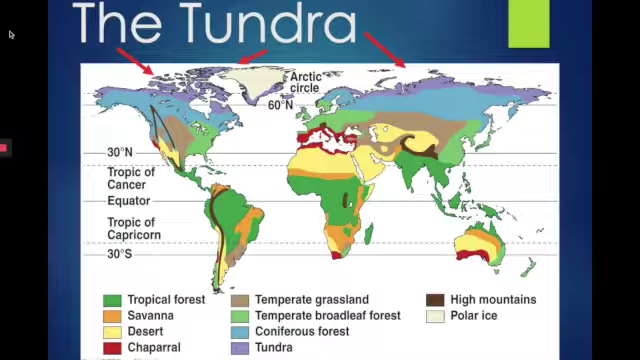 The Tundra
Arctic
circle
60°N
30°N
Tropic of
Cancer
Equator
Tropic of
Capricorn
30°S
Tropical forest
Savanna
Desert
Chaparral
Temperate grassland
Temperate broadleaf forest
Coniferous forest
Tundra
High mountains
Polar ice